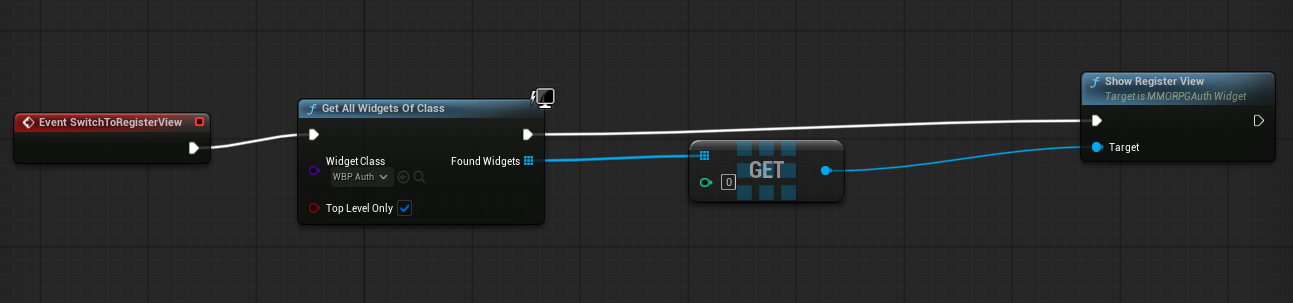 Event SwitchToRegisterView
f Get All Widgets Of Class
Widget Class
WBP Auth
Found Widgets
Top Level Only
GET
0
f Show Register View
Target is MMORPGAuth Widget
Target